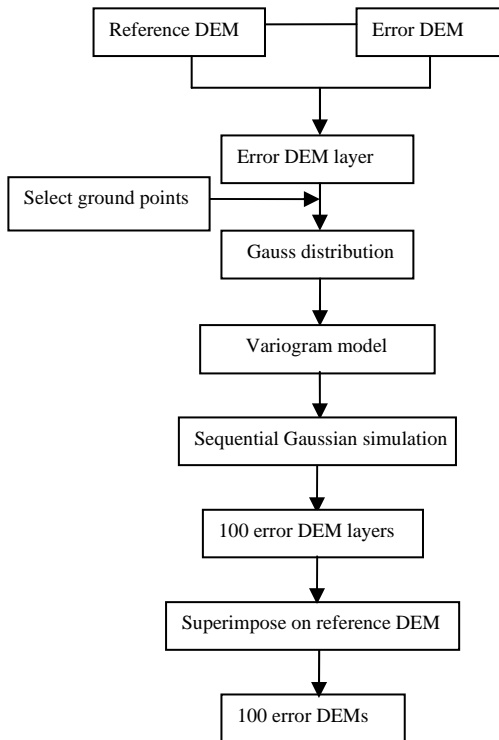 Reference DEM
Error DEM
Error DEM layer
Select ground points
Gauss distribution
Variogram model
Sequential Gaussian simulation
100 error DEM layers
Superimpose on reference DEM
100 error DEMs